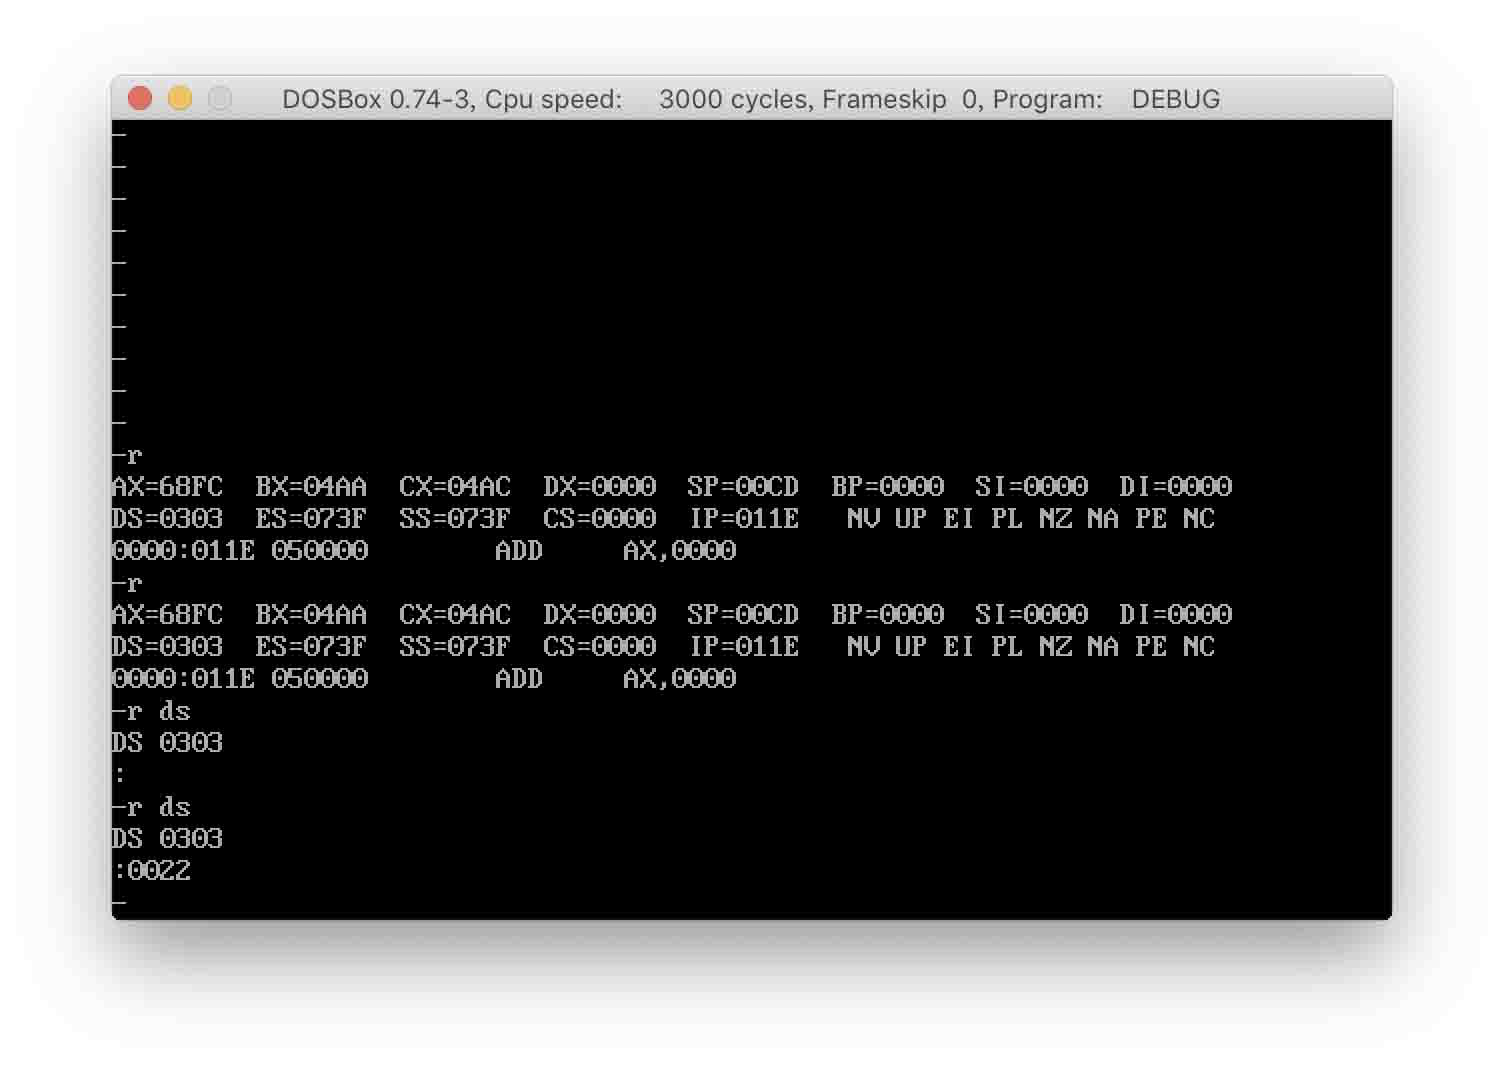 DOSBox 0.74-3, Cpu speed: 3000 cycles, Frameskip 0, Program: DEBUG
-
-
-
-
-
-
-
-
-
-
-r
AX=68FC BX=04AA CX=04AC DX=0000 SP=00CD BP=0000 SI=0000 DI=0000
DS=0303 ES=073F SS=073F CS=0000 IP=011E NV UP EI PL NZ NA PE NC
0000:011E 050000 ADD AX,0000
-r
AX=68FC BX=04AA CX=04AC DX=0000 SP=00CD BP=0000 SI=0000 DI=0000
DS=0303 ES=073F SS=073F CS=0000 IP=011E NV UP EI PL NZ NA PE NC
0000:011E 050000 ADD AX,0000
-r ds
DS 0303
:
-r ds
DS 0303
:0022
-